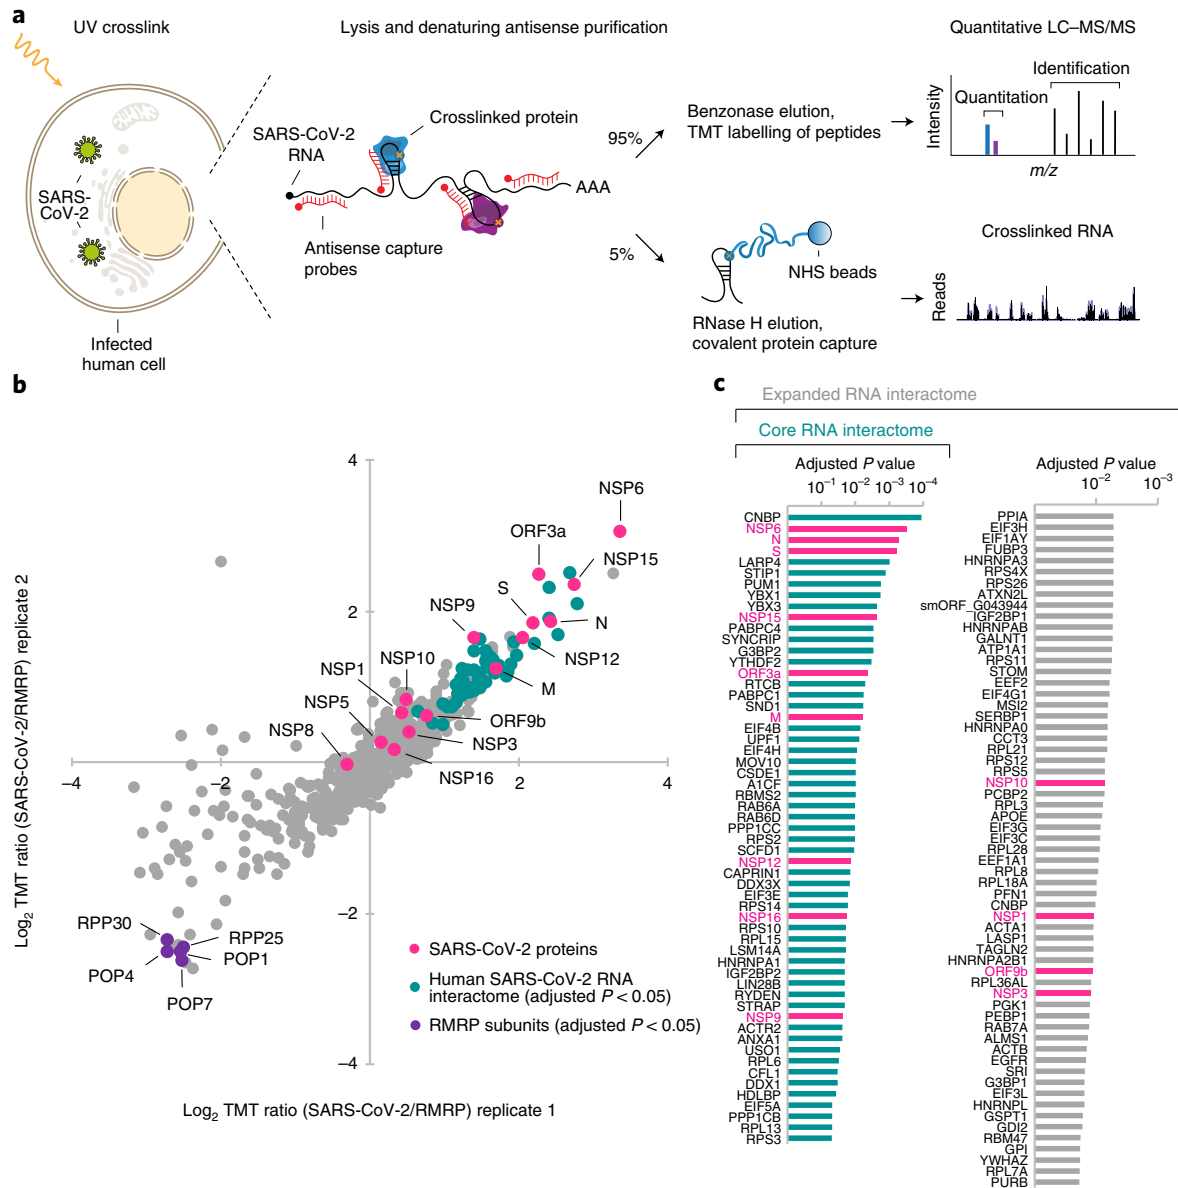 a
UV crosslink
Lysis and denaturing antisense purification
Quantitative LC–MS/MS
SARS-
CoV-2
Infected
human cell
SARS-CoV-2
RNA
Crosslinked protein
AAA
Antisense capture
probes
95%
5%
Benzonase elution,
TMT labelling of peptides
Intensity
Quantitation
Identification
m/z
NHS beads
RNase H elution,
covalent protein capture
Crosslinked RNA
Reads
b
Log2 TMT ratio (SARS-CoV-2/RMRP) replicate 2
4
2
−2
−4
−4
−2
2
4
NSP6
ORF3a
NSP15
S
NSP9
N
NSP12
NSP10
NSP1
M
NSP5
ORF9b
NSP8
NSP3
NSP16
RPP30
RPP25
POP4
POP1
POP7
SARS-CoV-2 proteins
Human SARS-CoV-2 RNA
interactome (adjusted P < 0.05)
RMRP subunits (adjusted P < 0.05)
Log2 TMT ratio (SARS-CoV-2/RMRP) replicate 1
c
Expanded RNA interactome
Core RNA interactome
Adjusted P value
10−1 10−2 10−3 10−4
CNBP
NSP6
N
S
LARP4
STIP1
PUM1
YBX1
YBX3
NSP15
PABPC4
SYNCRIP
G3BP2
YTHDF2
ORF3a
RTCB
PABPC1
SND1
M
EIF4B
UPF1
EIF4H
MOV10
CSDE1
A1CF
RBMS2
RAB6A
RAB6D
PPP1CC
RPS2
SCFD1
NSP12
CAPRIN1
DDX3X
EIF3E
RPS14
NSP16
RPS10
RPL15
LSM14A
HNRNPA1
IGF2BP2
LIN28B
RYDEN
STRAP
NSP9
ACTR2
ANXA1
USO1
RPL6
CFL1
DDX1
HDLBP
EIF5A
PPP1CB
RPL13
RPS3
Adjusted P value
10−2 10−3
PPIA
EIF3H
EIF1AY
FUBP3
HNRNPA3
RPS4X
RPS26
ATXN2L
smORF_G043944
IGF2BP1
HNRNPAB
GALNT1
ATP1A1
RPS11
STOM
EEF2
EIF4G1
MSI2
SERBP1
HNRNPA0
CCT3
RPL21
RPS12
RPS5
NSP10
PCBP2
RPL3
APOE
EIF3G
EIF3C
RPL28
EEF1A1
RPL8
RPL18A
PFN1
CNBP
NSP1
ACTA1
LASP1
TAGLN2
HNRNPA2B1
ORF9b
RPL36AL
NSP3
PGK1
PEBP1
RAB7A
ALMS1
ACTB
EGFR
SRI
G3BP1
EIF3L
HNRNPL
GSPT1
GDI2
RBM47
GPI
YWHAZ
RPL7A
PURB